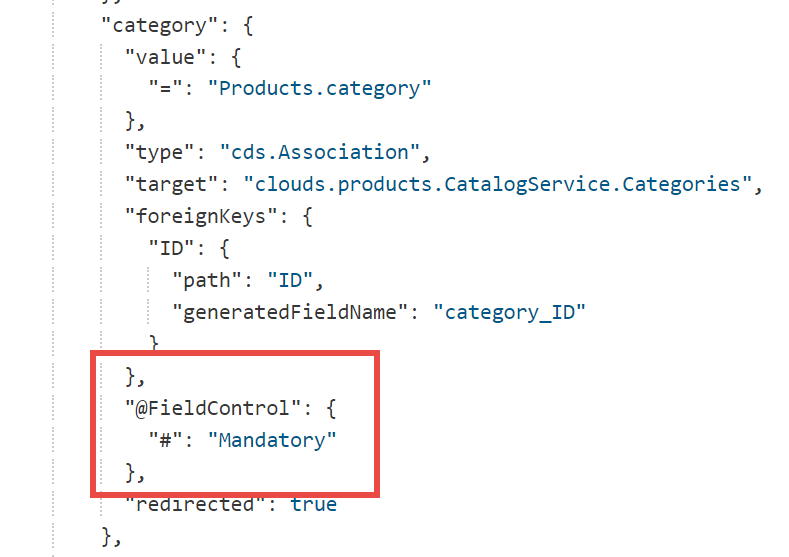 "category": {
"value": {
"=": "Products.category"
},
"type": "cds.Association",
"target": "clouds.products.CatalogService.Categories",
"foreignKeys": {
"ID": {
"path": "ID",
"generatedFieldName": "category_ID"
}
},
"@FieldControl": {
"#": "Mandatory"
},
"redirected": true
},